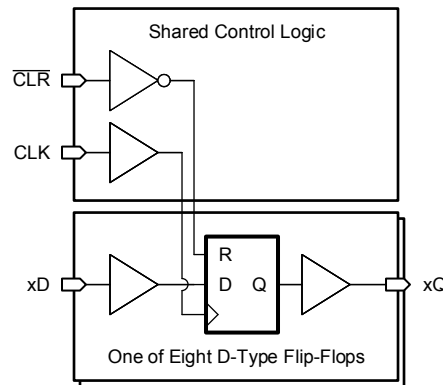 Shared Control Logic
CLR
CLK
R
xD
D Q
xQ
One of Eight D-Type Flip-Flops